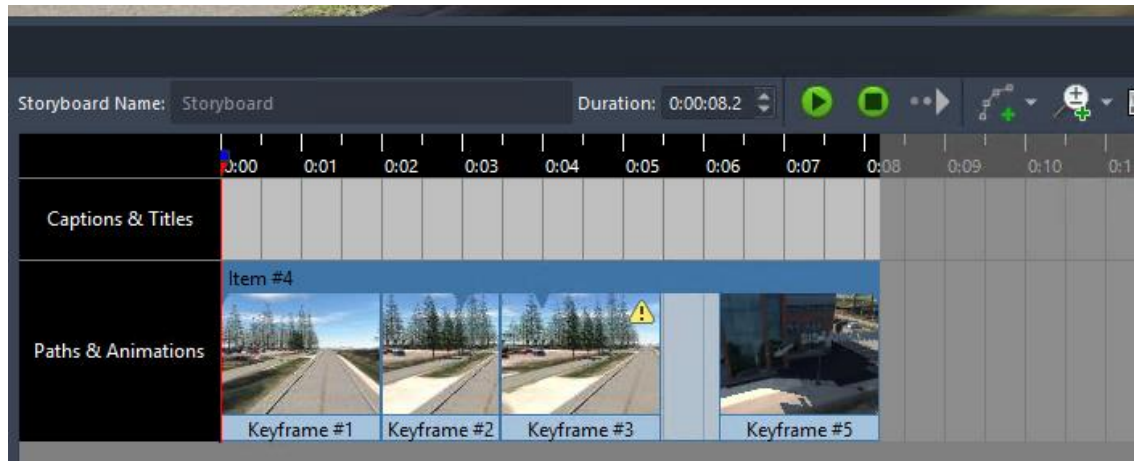 Storyboard Name: Storyboard Duration: 0:00:08.2
0:00 0:01 0:02 0:03 0:04 0:05 0:06 0:07 0:08 0:09 0:10 0:1
Captions & Titles
Item #4
Paths & Animations
Keyframe #1 Keyframe #2 Keyframe #3 Keyframe #5